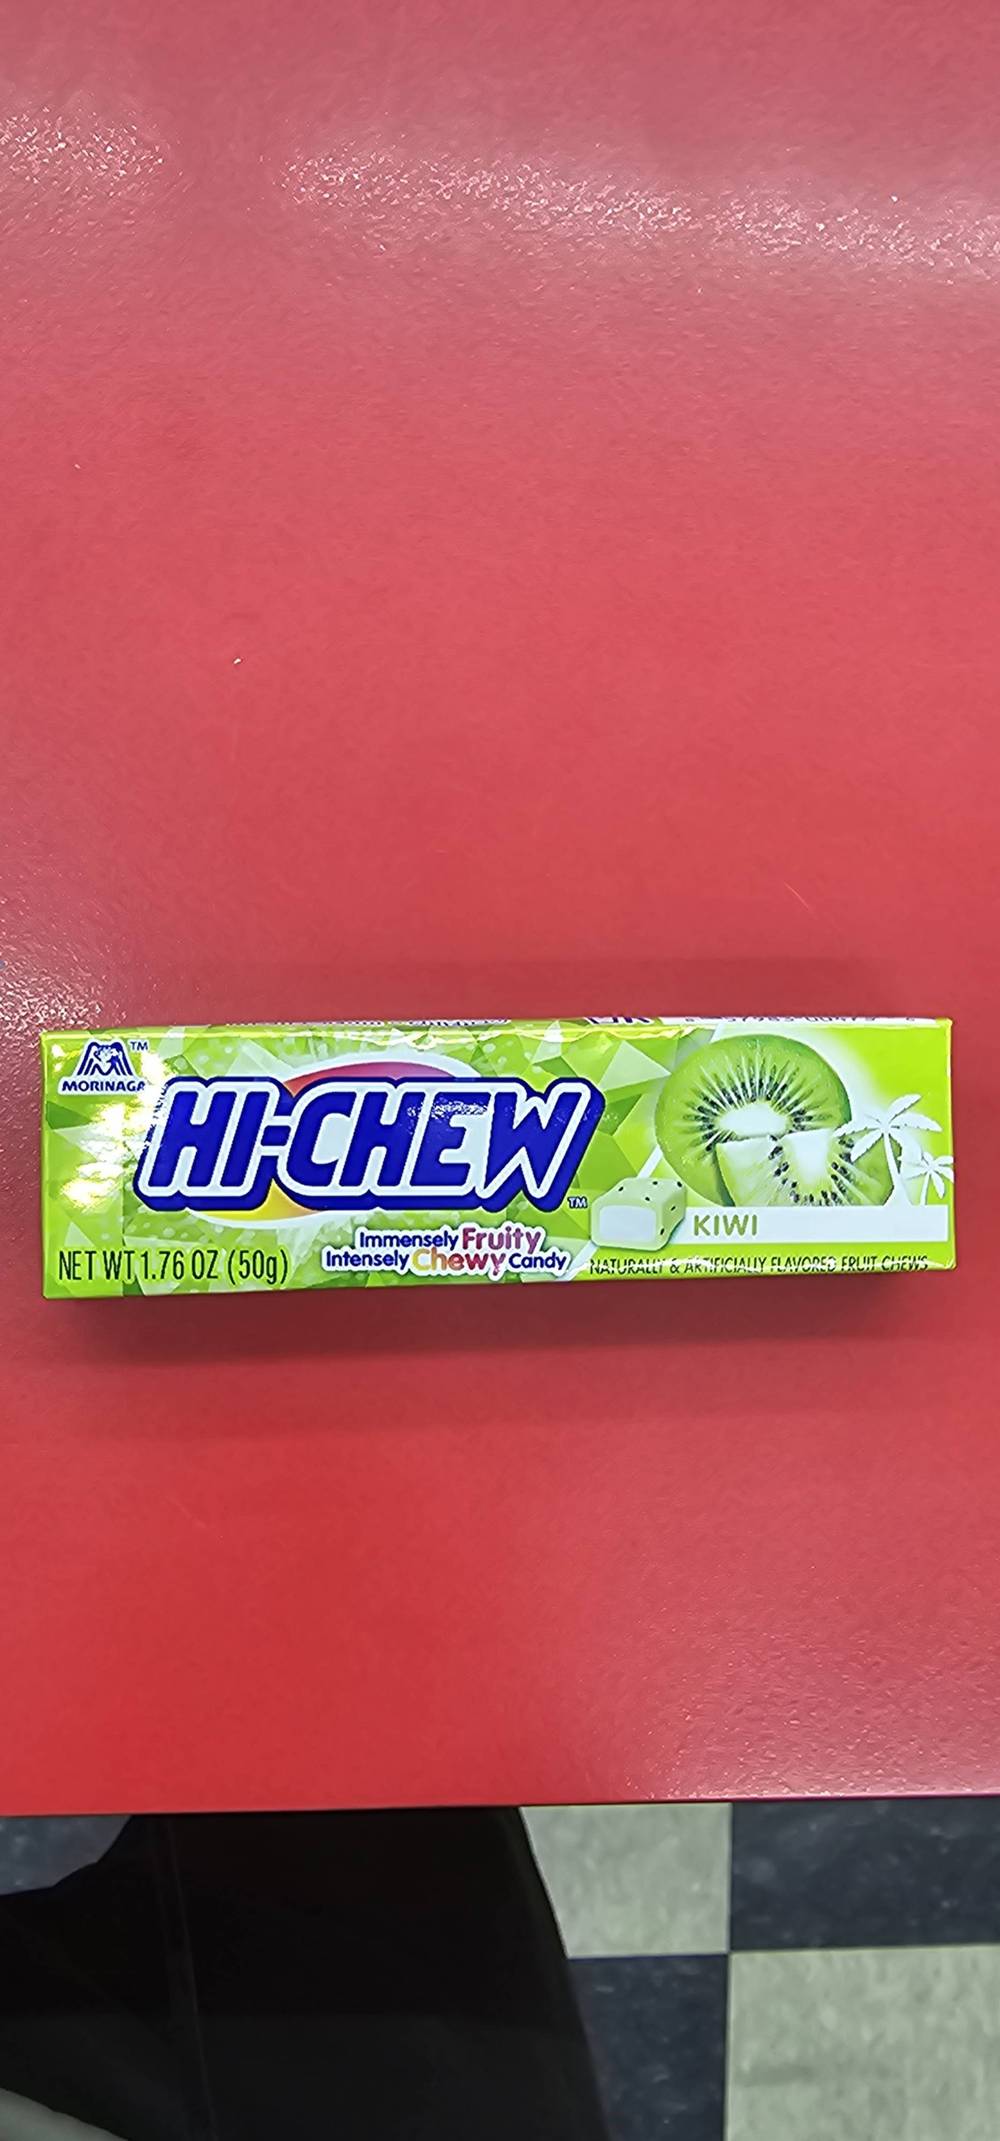 TM
MORINAGA
HI-CHEW
TM
Immensely Fruity
Intensely Chewy Candy
NET WT 1.76 OZ (50g)
KIWI
NATURALLY & ARTIFICIALLY FLAVORED FRUIT CHEWS